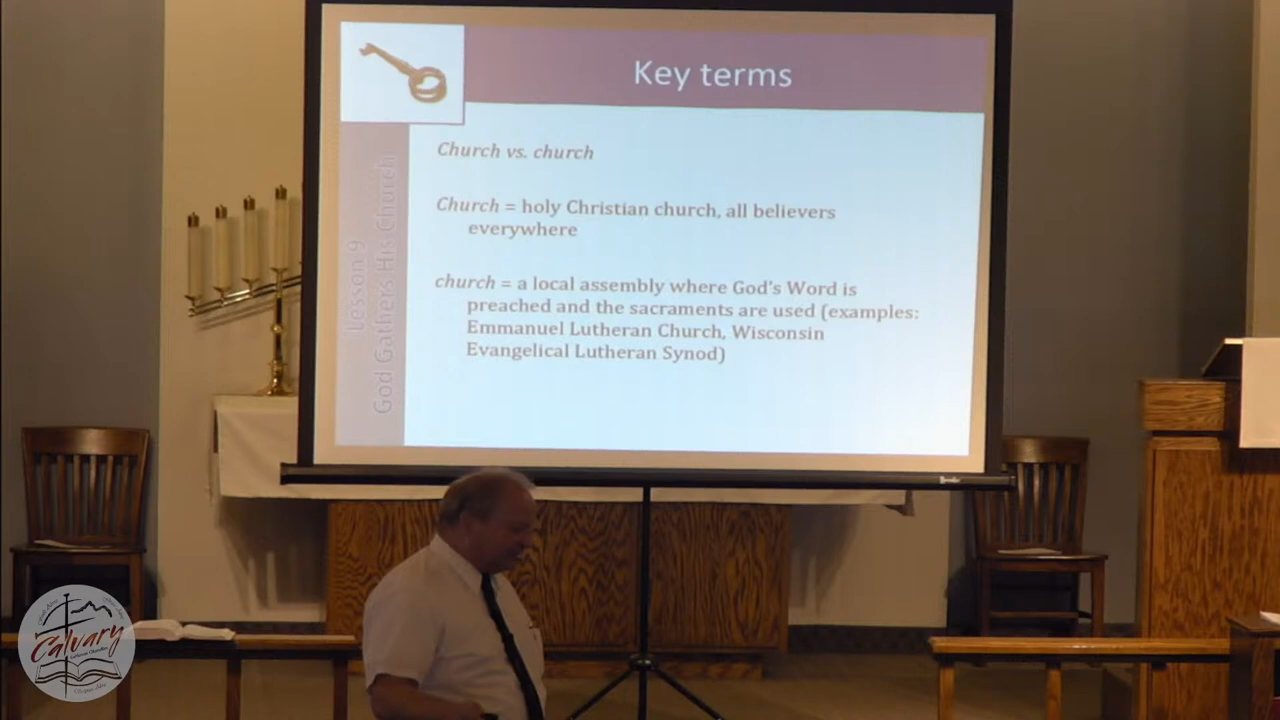 Key terms
Lesson 9
God Gathers His Church
Church vs. church
Church = holy Christian church, all believers
everywhere
church = a local assembly where God's Word is
preached and the sacraments are used (examples:
Emmanuel Lutheran Church, Wisconsin
Evangelical Lutheran Synod)
Calvary